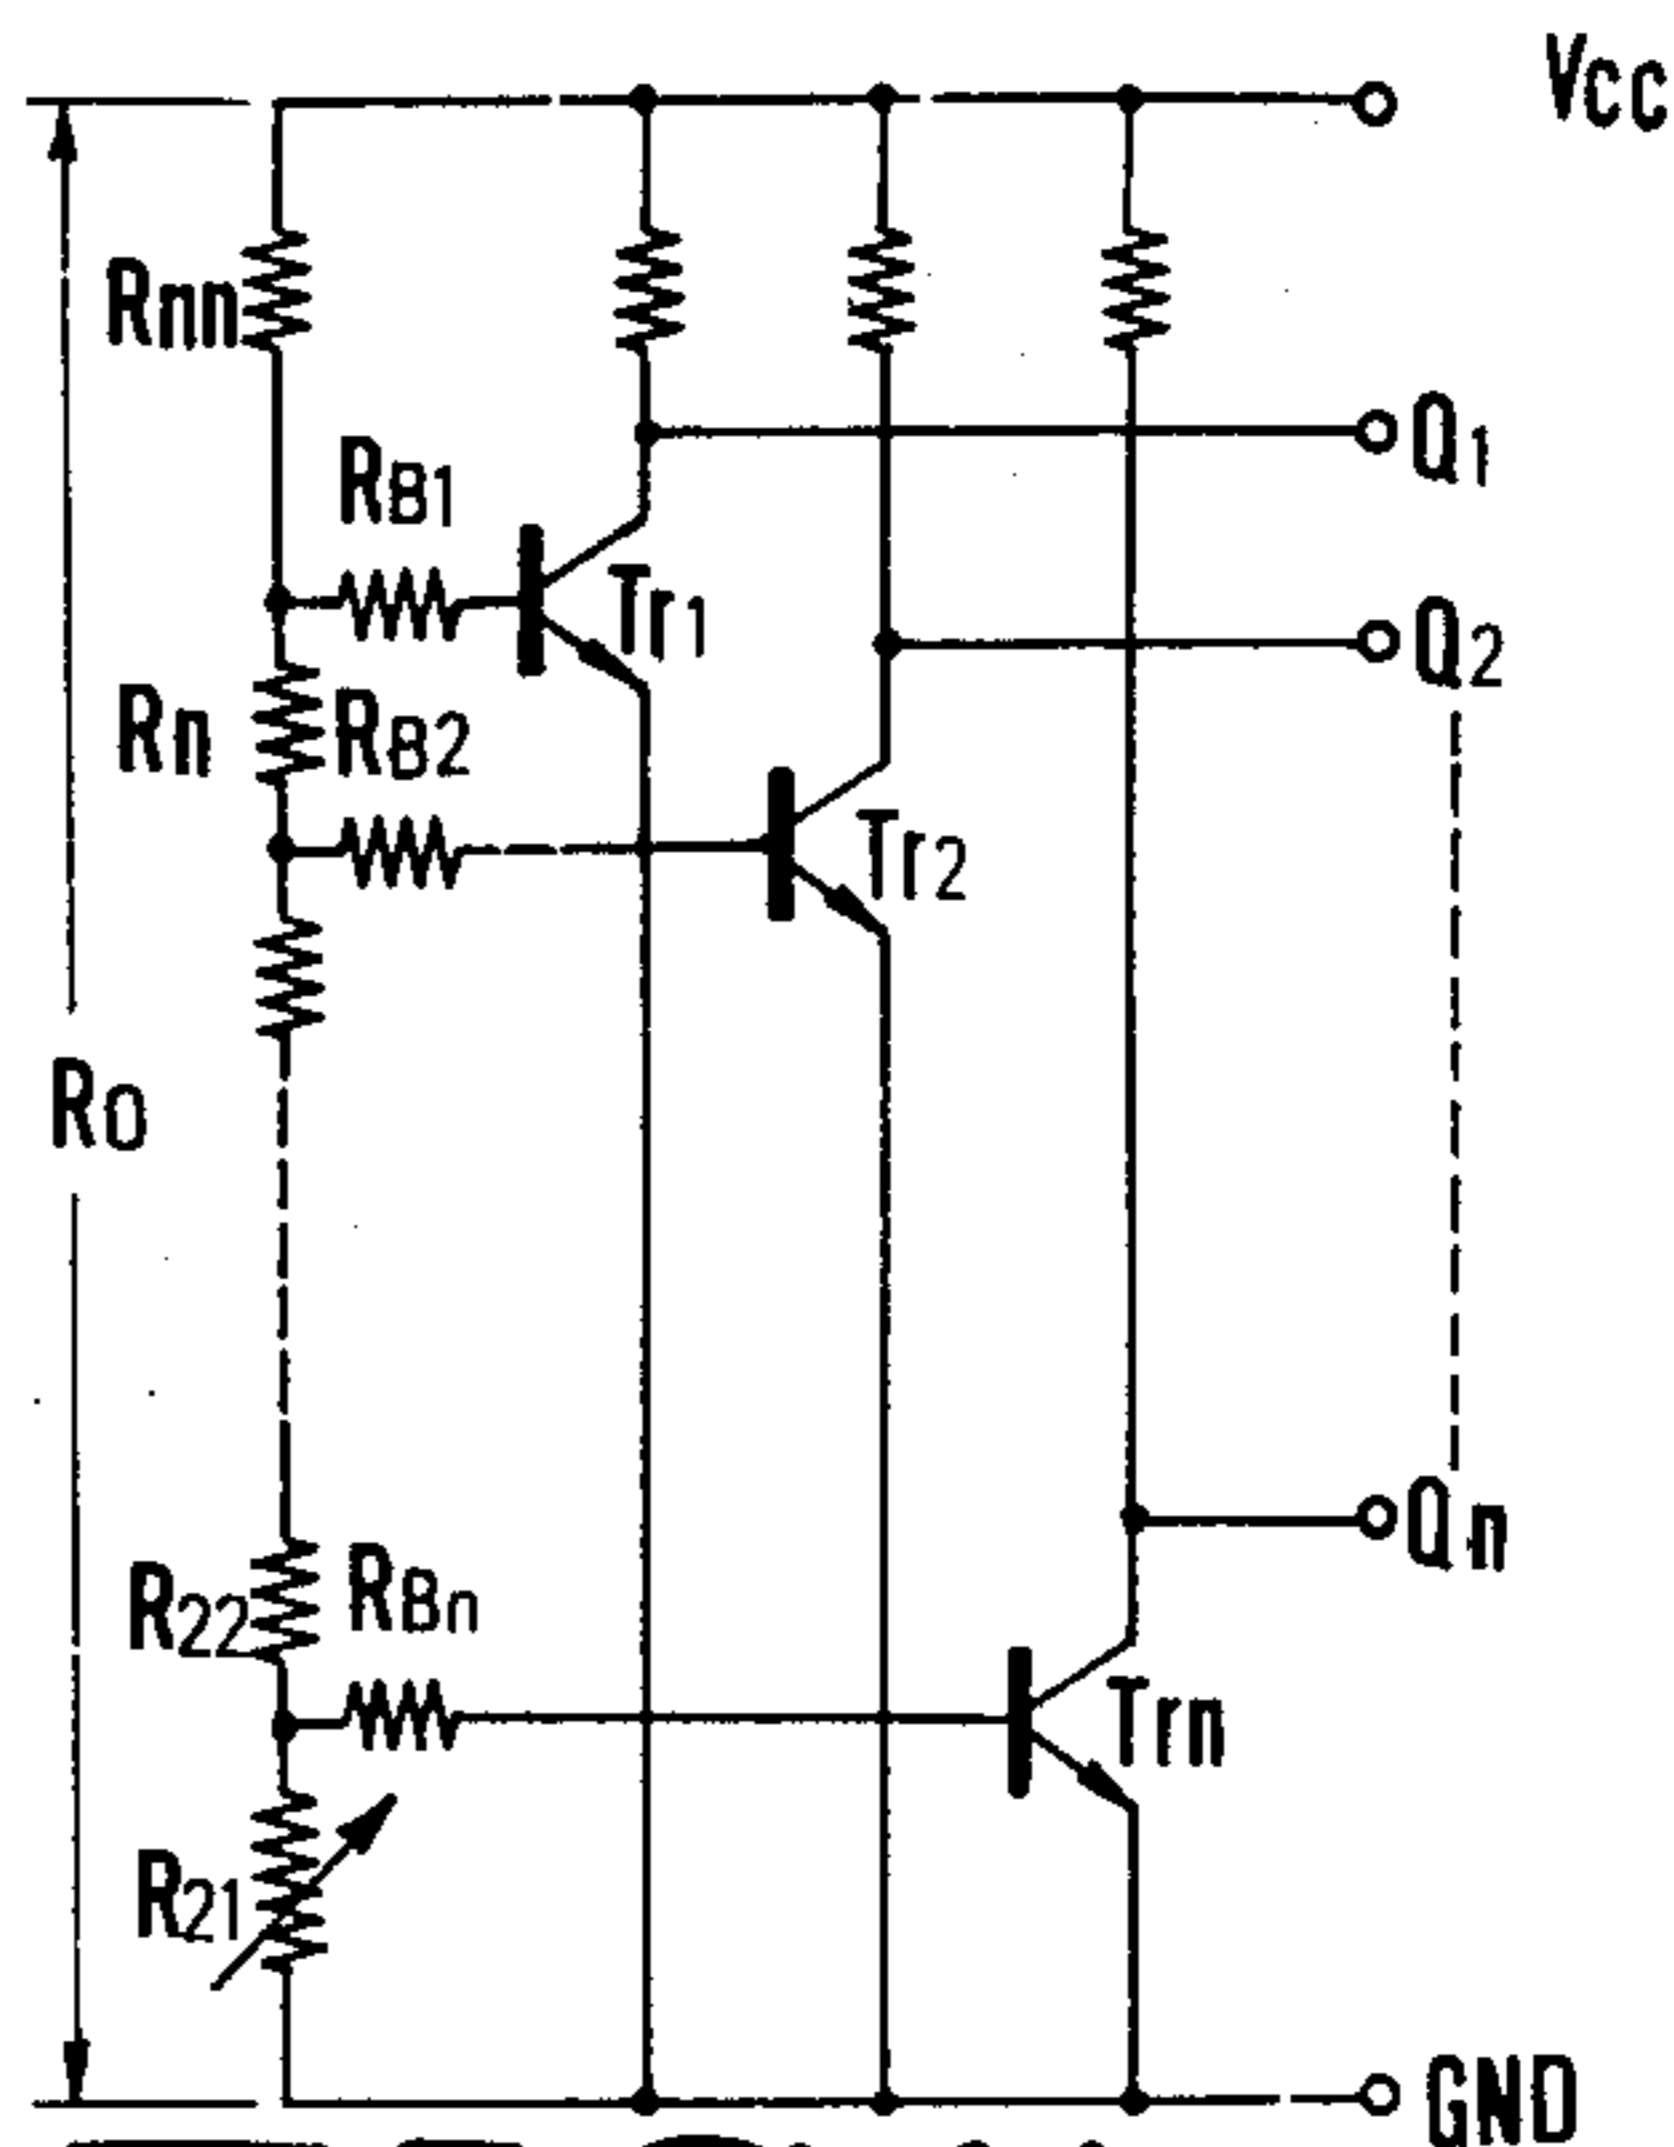 Vcc
Rnn
Q1
RB1
Tr1
Q2
Rn
RB2
Tr2
Ro
Qn
R22
RBn
Trn
R21
GND